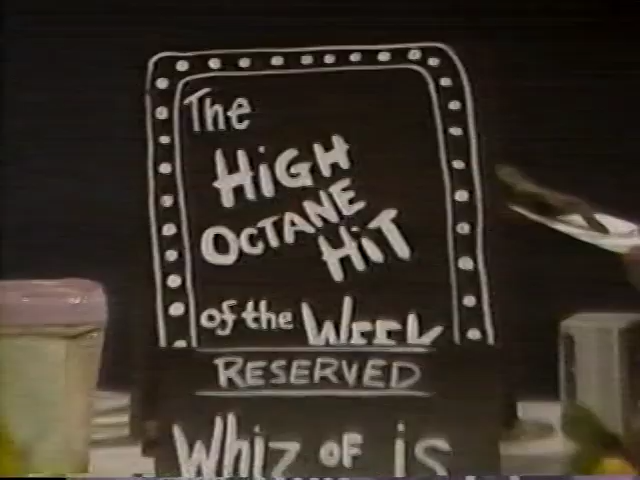 The
HiGH
OCTANE
HiT
of the Week
RESERVED
Whiz OF is